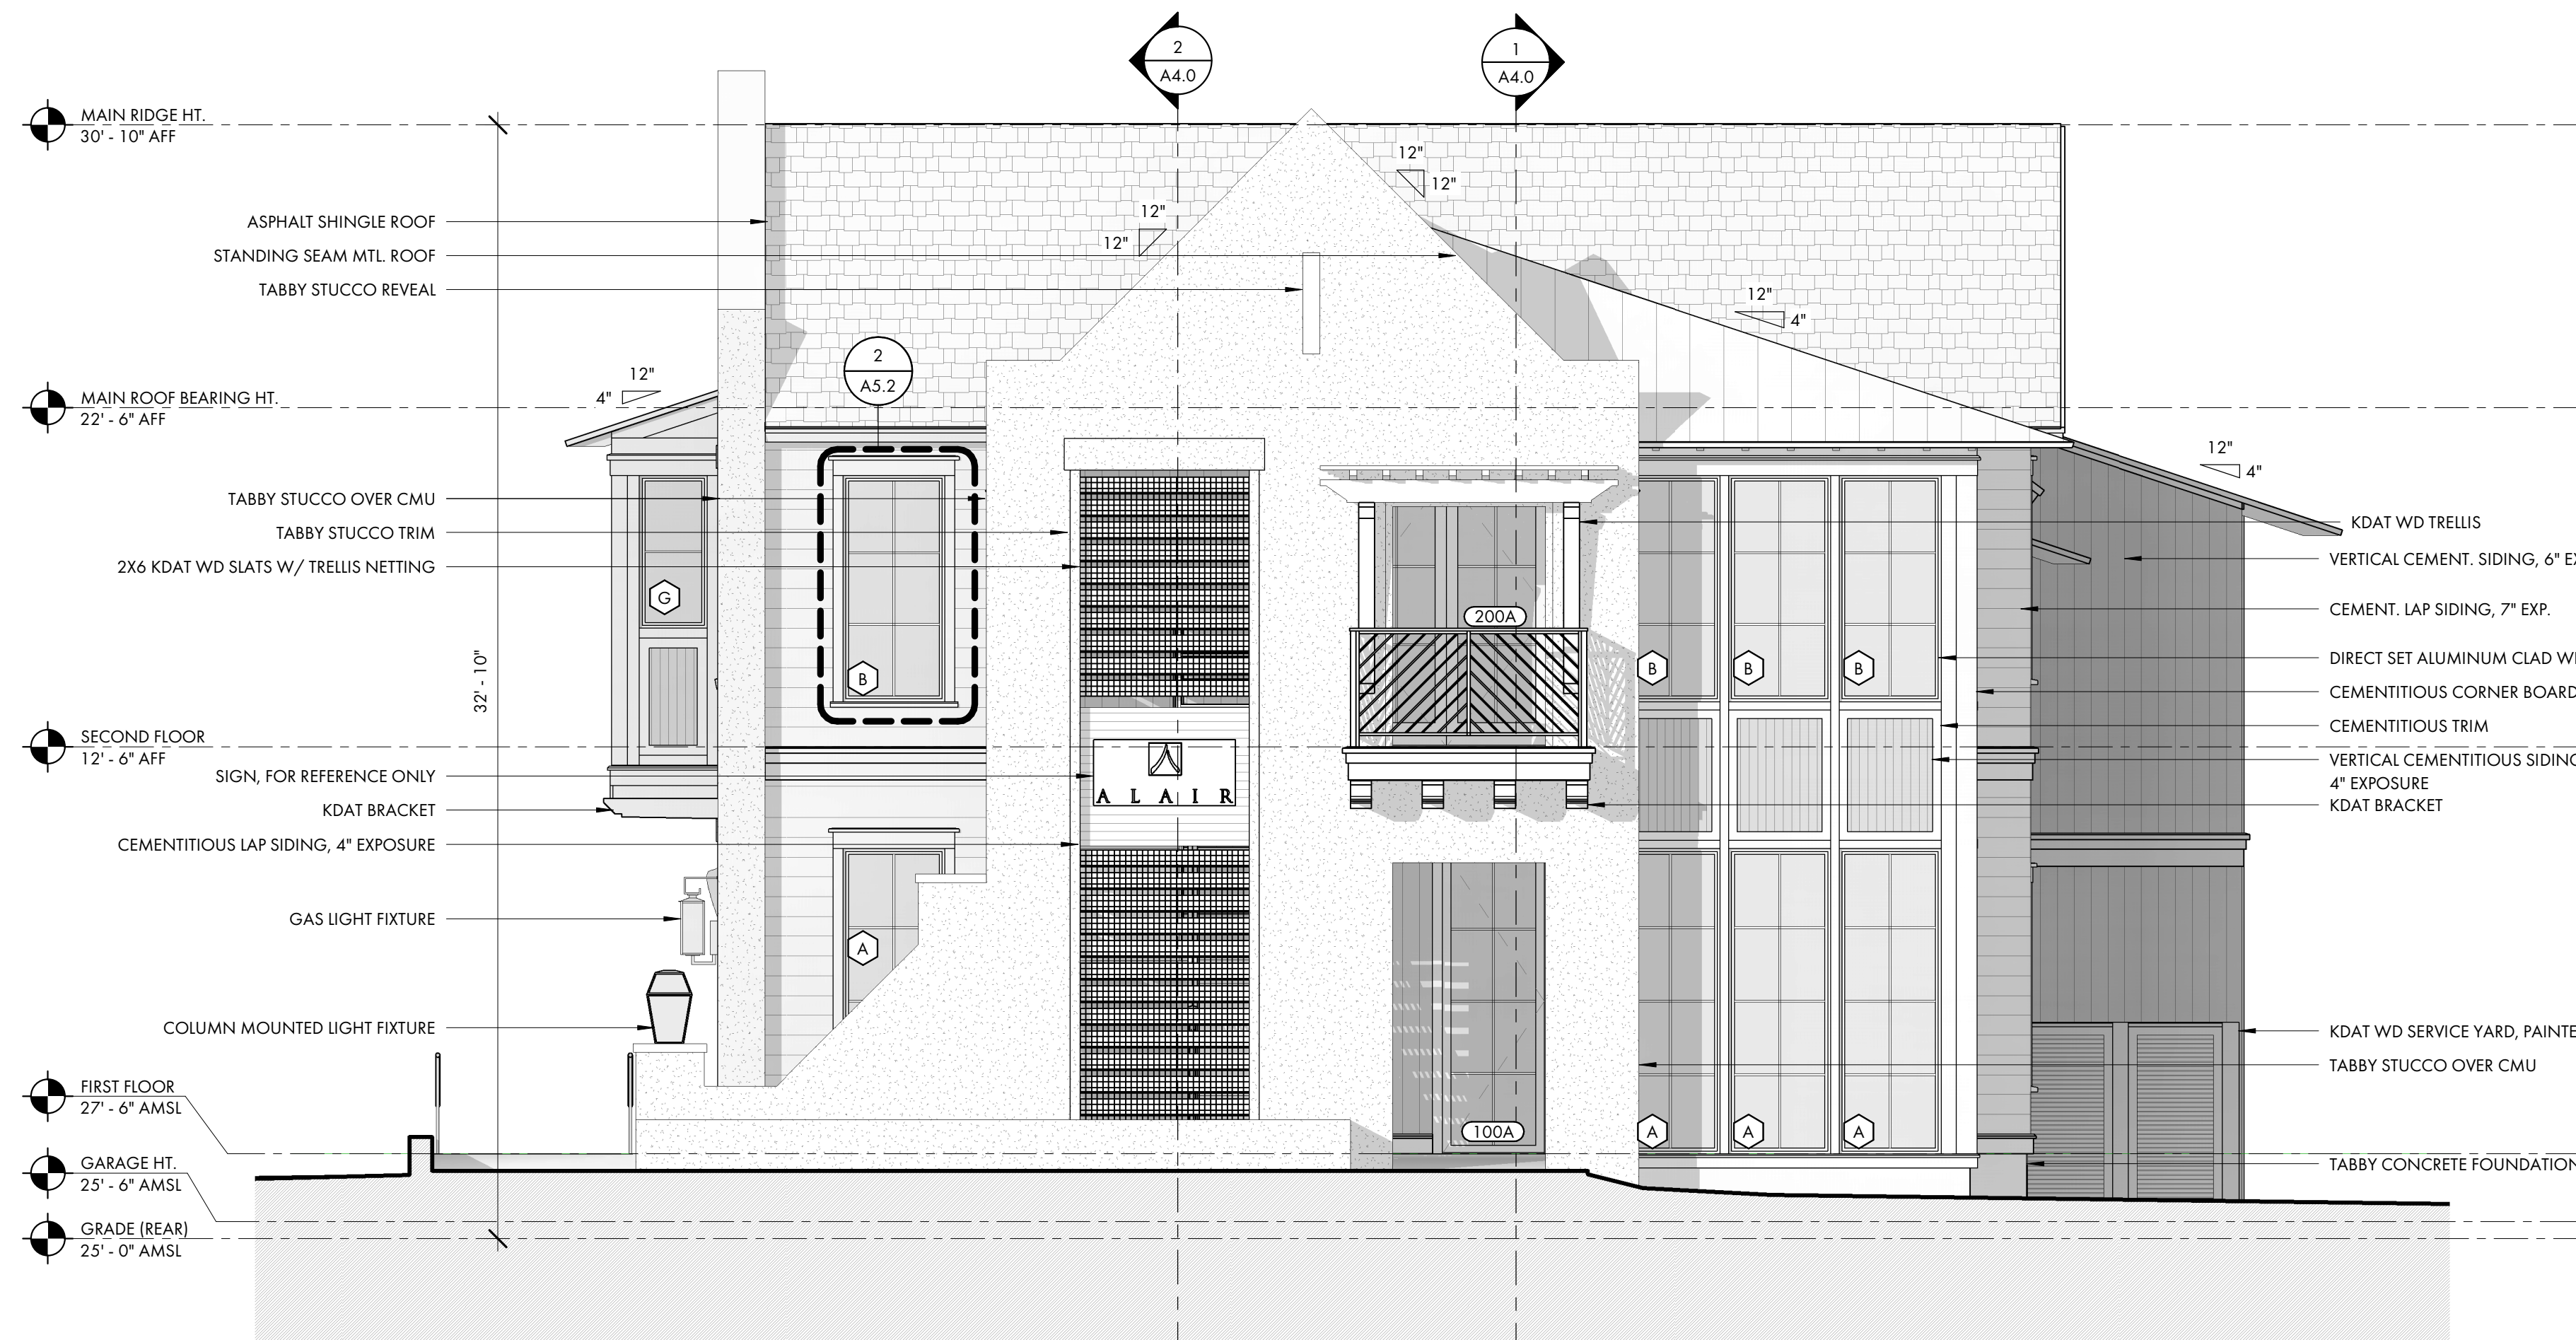 2
A4.0
1
A4.0
MAIN RIDGE HT.
30' - 10" AFF
12"
12"
ASPHALT SHINGLE ROOF
12"
12"
STANDING SEAM MTL. ROOF
TABBY STUCCO REVEAL
12"
4"
2
A5.2
12"
4"
MAIN ROOF BEARING HT.
22' - 6" AFF
12"
4"
TABBY STUCCO OVER CMU
TABBY STUCCO TRIM
2X6 KDAT WD SLATS W/ TRELLIS NETTING
KDAT WD TRELLIS
VERTICAL CEMENT. SIDING, 6" EX
G
CEMENT. LAP SIDING, 7" EXP.
200A
32' - 10"
B
B
B
B
DIRECT SET ALUMINUM CLAD WI
CEMENTITIOUS CORNER BOARD
CEMENTITIOUS TRIM
SECOND FLOOR
12' - 6" AFF
VERTICAL CEMENTITIOUS SIDING
4" EXPOSURE
SIGN, FOR REFERENCE ONLY
ALAIR
KDAT BRACKET
KDAT BRACKET
CEMENTITIOUS LAP SIDING, 4" EXPOSURE
GAS LIGHT FIXTURE
A
COLUMN MOUNTED LIGHT FIXTURE
KDAT WD SERVICE YARD, PAINTE
TABBY STUCCO OVER CMU
FIRST FLOOR
27' - 6" AMSL
100A
A
A
A
GARAGE HT.
25' - 6" AMSL
TABBY CONCRETE FOUNDATION
GRADE (REAR)
25' - 0" AMSL